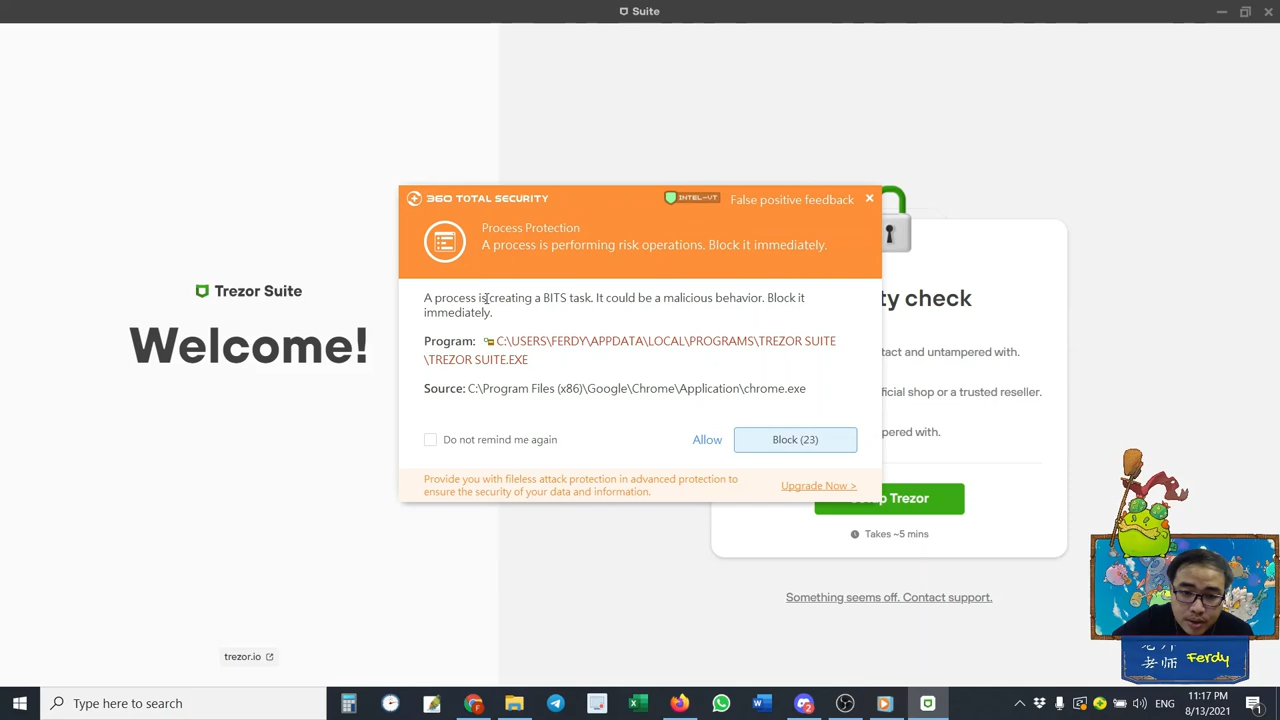 Suite
360 TOTAL SECURITY
INTEL-VT
False positive feedback
Process Protection
A process is performing risk operations. Block it immediately.
A process is creating a BITS task. It could be a malicious behavior. Block it
immediately.
Program: C:\USERS\FERDY\APPDATA\LOCAL\PROGRAMS\TREZOR SUITE
\TREZOR SUITE.EXE
Source: C:\Program Files (x86)\Google\Chrome\Application\chrome.exe
Do not remind me again
Allow
Block (23)
Provide you with fileless attack protection in advanced protection to
ensure the security of your data and information.
Upgrade Now >
Trezor Suite
Welcome!
trezor.io
ty check
tact and untampered with.
ficial shop or a trusted reseller.
pered with.
p Trezor
Takes ~5 mins
Something seems off. Contact support.
老师
Ferdy
Type here to search
ENG
11:17 PM
8/13/2021